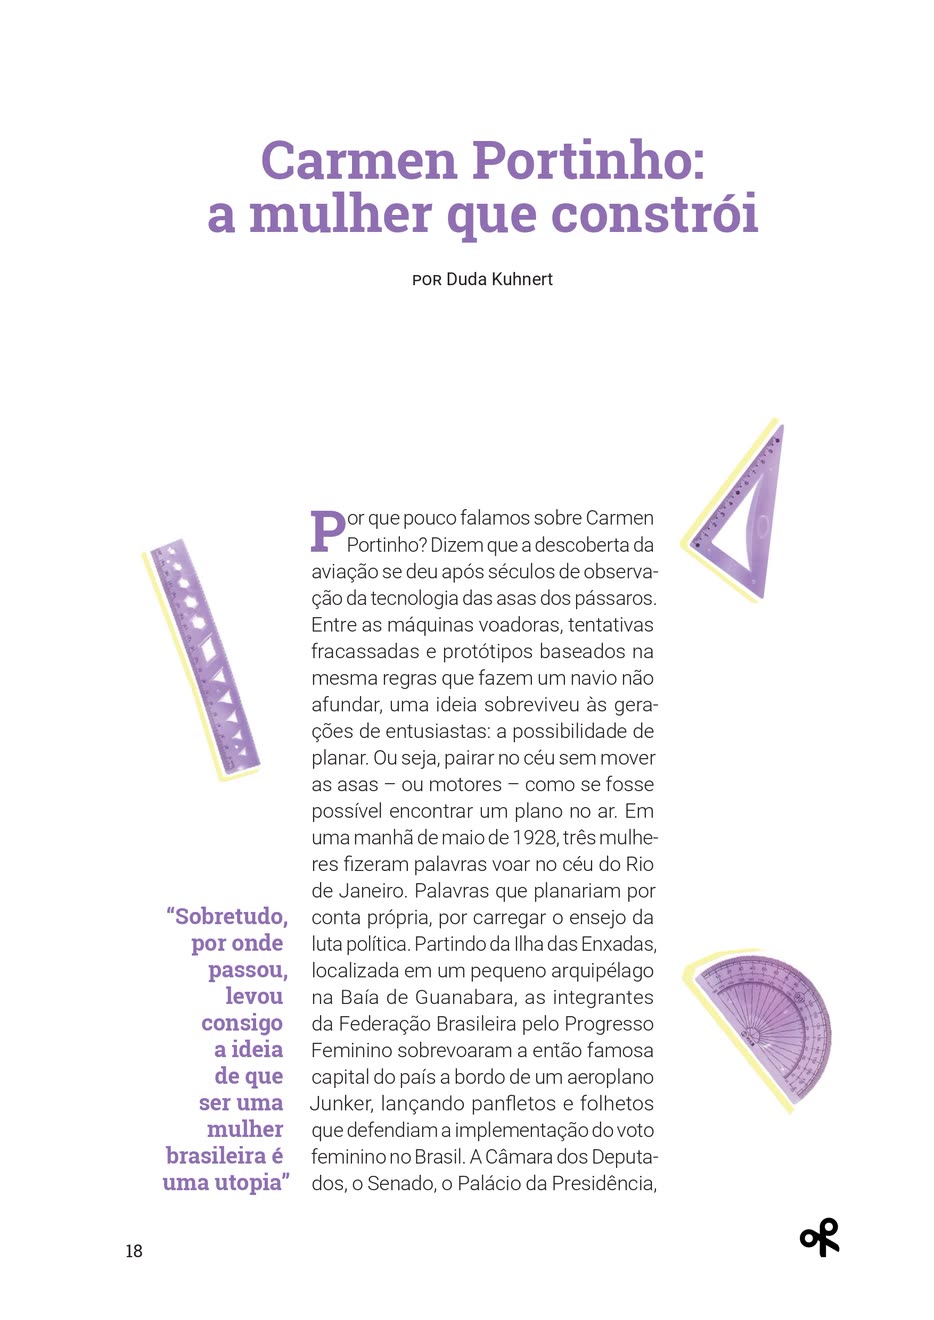 Carmen Portinho:
a mulher que constrói
POR Duda Kuhnert
Por que pouco falamos sobre Carmen
Portinho? Dizem que a descoberta da
aviação se deu após séculos de observa-
ção da tecnologia das asas dos pássaros.
Entre as máquinas voadoras, tentativas
fracassadas e protótipos baseados na
mesma regras que fazem um navio não
afundar, uma ideia sobreviveu às gera-
ções de entusiastas: a possibilidade de
planar. Ou seja, pairar no céu sem mover
as asas – ou motores – como se fosse
possível encontrar um plano no ar. Em
uma manhã de maio de 1928, três mulhe-
res fizeram palavras voar no céu do Rio
de Janeiro. Palavras que planariam por
conta própria, por carregar o ensejo da
luta política. Partindo da Ilha das Enxadas,
localizada em um pequeno arquipélago
na Baía de Guanabara, as integrantes
da Federação Brasileira pelo Progresso
Feminino sobrevoaram a então famosa
capital do país a bordo de um aeroplano
Junker, lançando panfletos e folhetos
que defendiam a implementação do voto
feminino no Brasil. A Câmara dos Deputa-
dos, o Senado, o Palácio da Presidência,
“Sobretudo,
por onde
passou,
levou
consigo
a ideia
de que
ser uma
mulher
brasileira é
uma utopia”
18